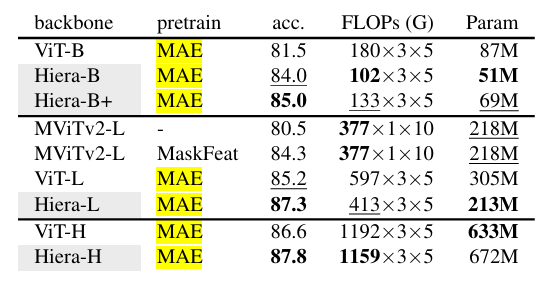 backbone pretrain acc. FLOPs (G) Param
ViT-B MAE 81.5 180×3×5 87M
Hiera-B MAE 84.0 102×3×5 51M
Hiera-B+ MAE 85.0 133×3×5 69M
MViTv2-L - 80.5 377×1×10 218M
MViTv2-L MaskFeat 84.3 377×1×10 218M
ViT-L MAE 85.2 597×3×5 305M
Hiera-L MAE 87.3 413×3×5 213M
ViT-H MAE 86.6 1192×3×5 633M
Hiera-H MAE 87.8 1159×3×5 672M